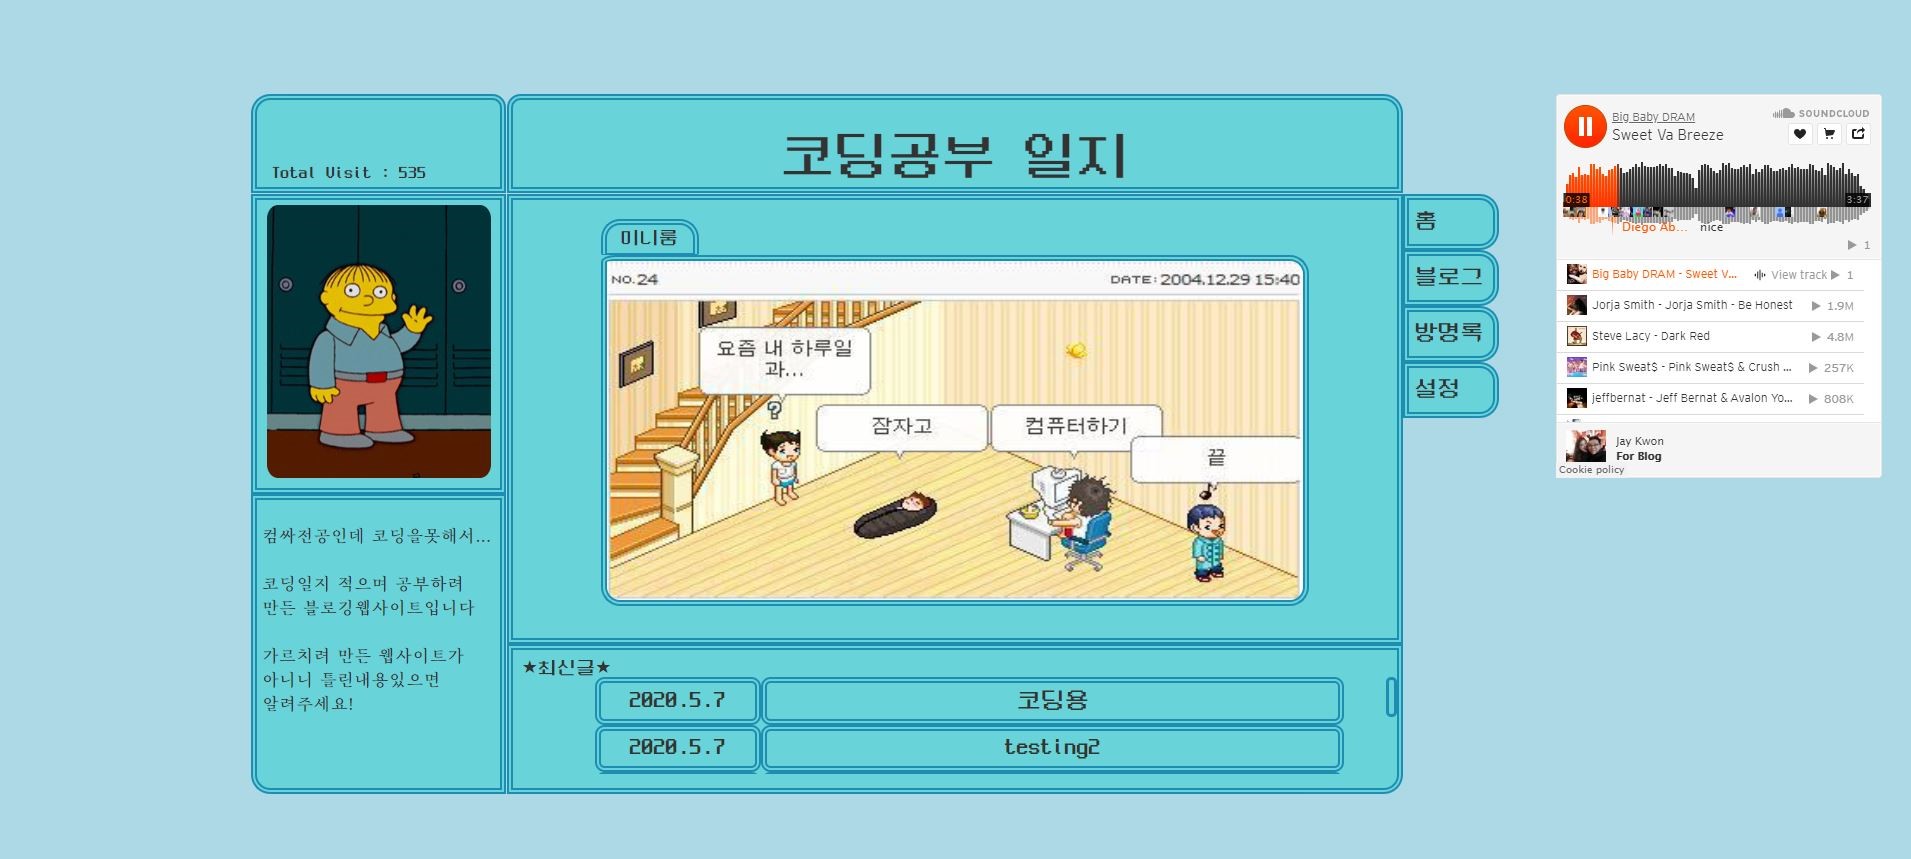 Total Visit : 535
코딩공부 일지
컴싸전공인데 코딩을못해서...
코딩일지 적으며 공부하려
만든 블로깅웹사이트입니다
가르치려 만든 웹사이트가
아니니 틀린내용있으면
알려주세요!
미니룸
NO.24
DATE:2004.12.29 15:40
요즘 내 하루일
과...
?
잠자고
컴퓨터하기
끝
★최신글★
2020.5.7 코딩용
2020.5.7 testing2
홈
블로그
방명록
설정
Big Baby DRAM
SOUNDCLOUD
Sweet Va Breeze
0:38
3:37
Diego Ab... nice
1
Big Baby DRAM - Sweet V... View track 1
Jorja Smith - Jorja Smith - Be Honest 1.9M
Steve Lacy - Dark Red 4.8M
Pink Sweat$ - Pink Sweat$ & Crush ... 257K
jeffbernat - Jeff Bernat & Avalon Yo... 808K
Jay Kwon
For Blog
Cookie policy